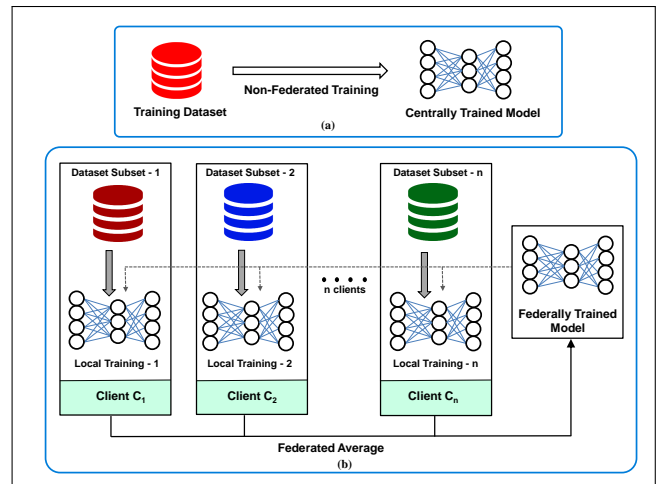 Non-Federated Training
Training Dataset
Centrally Trained Model
(a)
Dataset Subset - 1
Dataset Subset - 2
Dataset Subset - n
n clients
Federally Trained
Model
Local Training - 1
Local Training - 2
Local Training - n
Client C1
Client C2
Client Cn
Federated Average
(b)